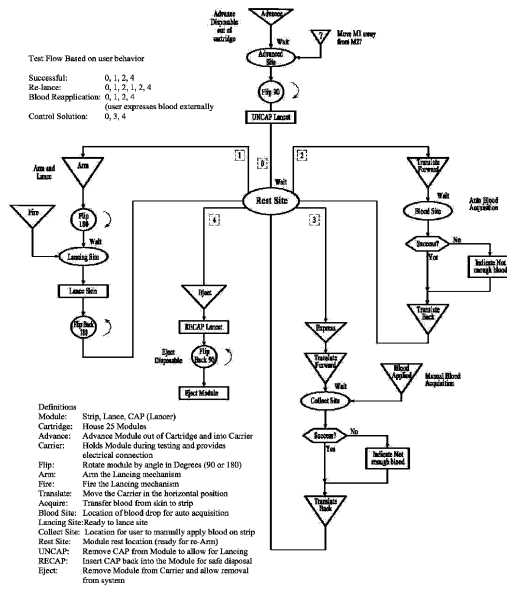 Advance
Disposable
out of
cartridge
Advance
?
Move M1 away
from M2?
Wait
Advanced
Site
Flip 90
UNCAP Lancet
Test Flow Based on user behavior
Successful: 0, 1, 2, 4
Re-lance: 0, 1, 2, 1, 2, 4
Blood Reapplication: 0, 1, 2, 4
(user expresses blood externally
Control Solution: 0, 3, 4
1
0
2
Wait
Rest Site
4
3
Arm and
Lance
Arm
Fire
Flip
180
Wait
Lancing Site
Lance Skin
Flip Back
180
Eject
RECAP Lancet
Eject
Disposable
Flip
Back 90
Eject Module
Translate
Forward
Wait
Blood Site
Auto Blood
Acquisition
Success?
No
Yes
Indicate Not
enough blood
Translate
Back
Express
Translate
Forward
Wait
Collect Site
Blood
Applied
Manual Blood
Acquisition
Success?
No
Yes
Indicate Not
enough blood
Translate
Back
Definitions
Module: Strip, Lance, CAP (Lancer)
Cartridge: House 25 Modules
Advance: Advance Module out of Cartridge and into Carrier
Carrier: Holds Module during testing and provides
electrical connection
Flip: Rotate module by angle in Degrees (90 or 180)
Arm: Arm the Lancing mechanism
Fire: Fire the Lancing mechanism
Translate: Move the Carrier in the horizontal position
Acquire: Transfer blood from skin to strip
Blood Site: Location of blood drop for auto acquisition
Lancing Site:Ready to lance site
Collect Site: Location for user to manually apply blood on strip
Rest Site: Module rest location (ready for re-Arm)
UNCAP: Remove CAP from Module to allow for Lancing
RECAP: Insert CAP back into the Module for safe disposal
Eject: Remove Module from Carrier and allow removal
from system